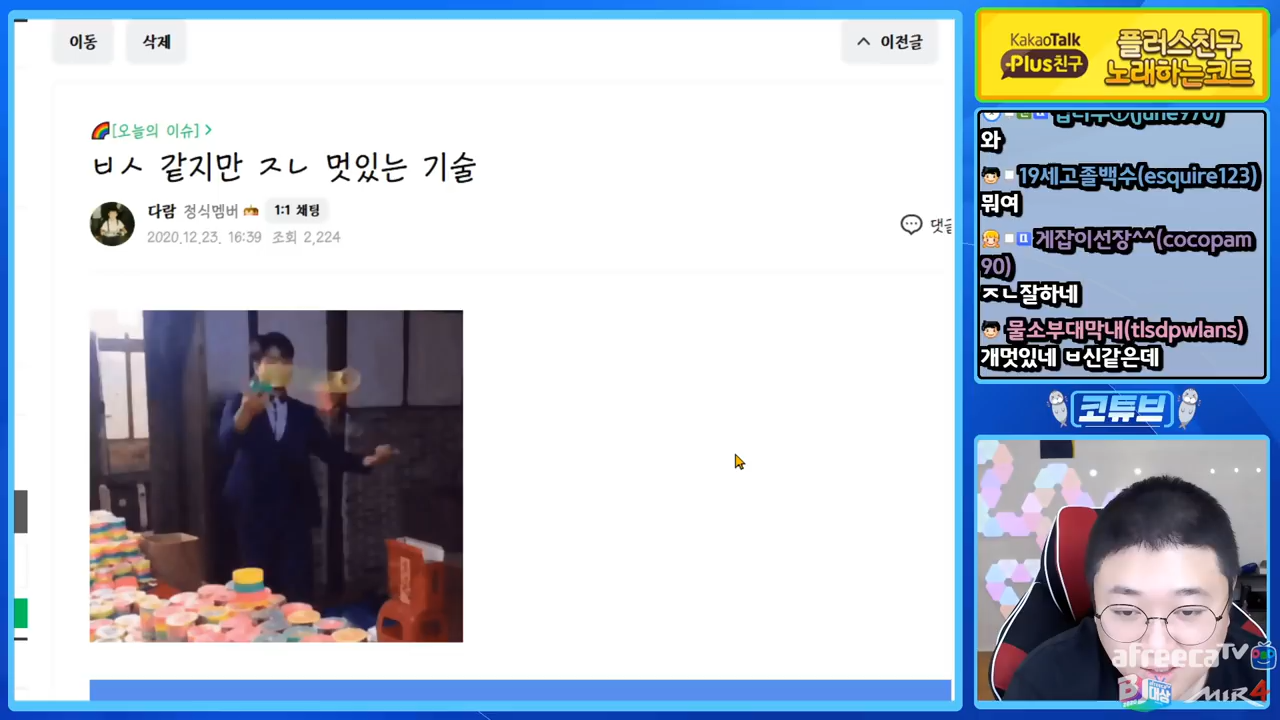 이동
삭제
이전글
[오늘의 이슈]
ㅂㅅ 같지만 ㅈㄴ 멋있는 기술
다람 정식멤버 1:1 채팅
2020.12.23. 16:39 조회 2,224
KakaoTalk
Plus친구
플러스친구
노래하는코트
와
19세고졸백수(esquire123)
뭐여
게잡이선장^^(cocopam
90)
ㅈㄴ잘하네
물소부대막내(tlsdpwlans)
개멋있네 ㅂ신같은데
코튜브
afreecaTV
BJ대상
MIR4